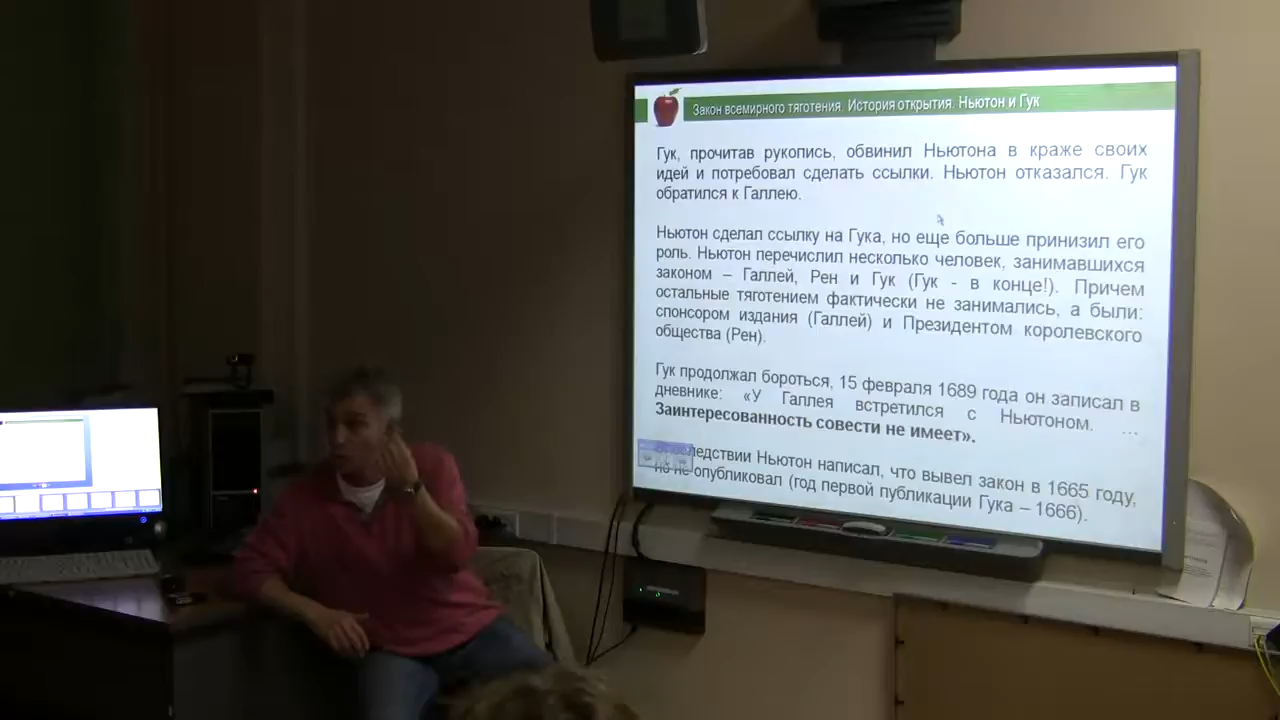 Закон всемирного тяготения. История открытия. Ньютон и Гук
Гук, прочитав рукопись, обвинил Ньютона в краже своих
идей и потребовал сделать ссылки. Ньютон отказался. Гук
обратился к Галлею.
Ньютон сделал ссылку на Гука, но еще больше принизил его
роль. Ньютон перечислил несколько человек, занимавшихся
законом – Галлей, Рен и Гук (Гук - в конце!). Причем
остальные тяготением фактически не занимались, а были:
спонсором издания (Галлей) и Президентом королевского
общества (Рен).
Гук продолжал бороться, 15 февраля 1689 года он записал в
дневнике: «У Галлея встретился с Ньютоном. ...
Заинтересованность совести не имеет».
Ньютон написал, что вывел закон в 1665 году,
но не опубликовал (год первой публикации Гука – 1666).